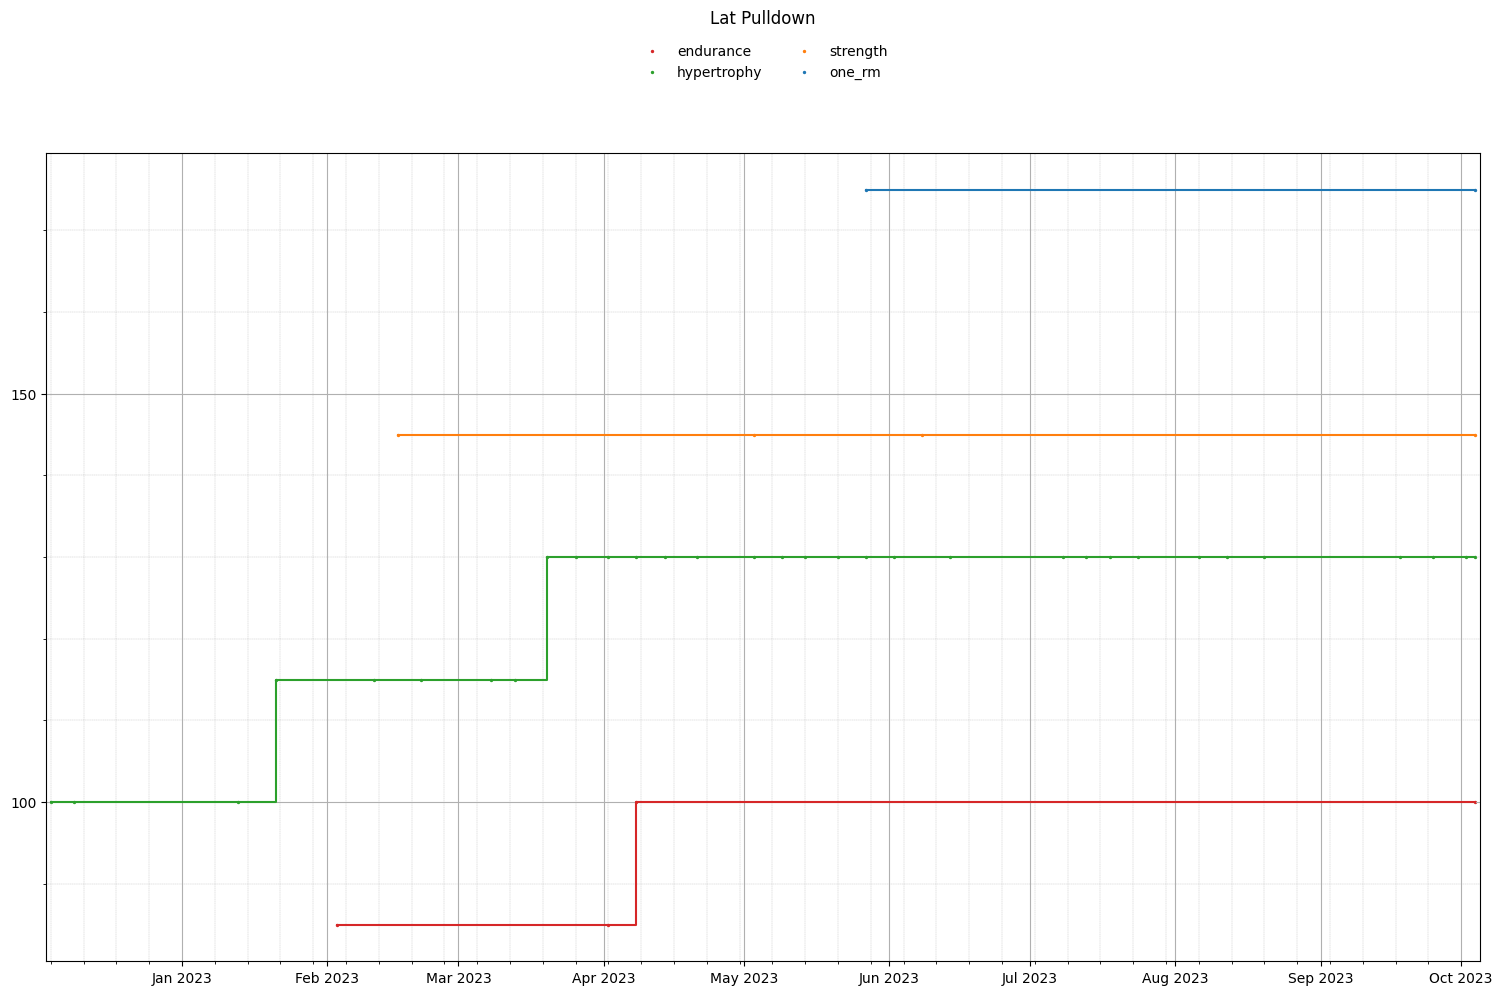 Lat Pulldown
endurance strength
hypertrophy one_rm
150
100
Jan 2023 Feb 2023 Mar 2023 Apr 2023 May 2023 Jun 2023 Jul 2023 Aug 2023 Sep 2023 Oct 2023